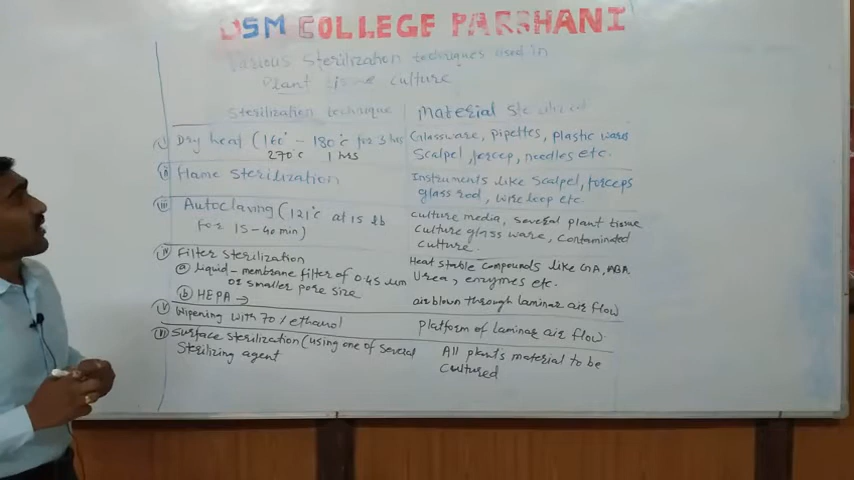 DSM COLLEGE PARBHANI
Various Sterilization techniques used in
Plant tissue culture
Sterilization technique
Material Sterilized
(i) Dry heat (160° - 180°c for 3 hrs
270°c 1 hrs
Glassware, Pipettes, plastic wares
Scalpel, forcep, needles etc.
(ii) Flame Sterilization
Instruments like Scalpel, forceps
glass rod, wire loop etc.
(iii) Autoclaving (121°c at 15 lb
for 15-40 min)
culture media, several plant tissue
culture glass ware, contaminated
culture.
(iv) Filter sterilization
(a) liquid - membrane filter of 0.45 um
or smaller pore size
Heat stable compounds like GA, ABA
Urea, enzymes etc.
(b) HEPA →
air blown through laminar air flow
(v) Wipening with 70% ethanol
Platform of laminar air flow
(vi) Surface Sterilization (using one of several
Sterilizing agent
All plants material to be
cultured